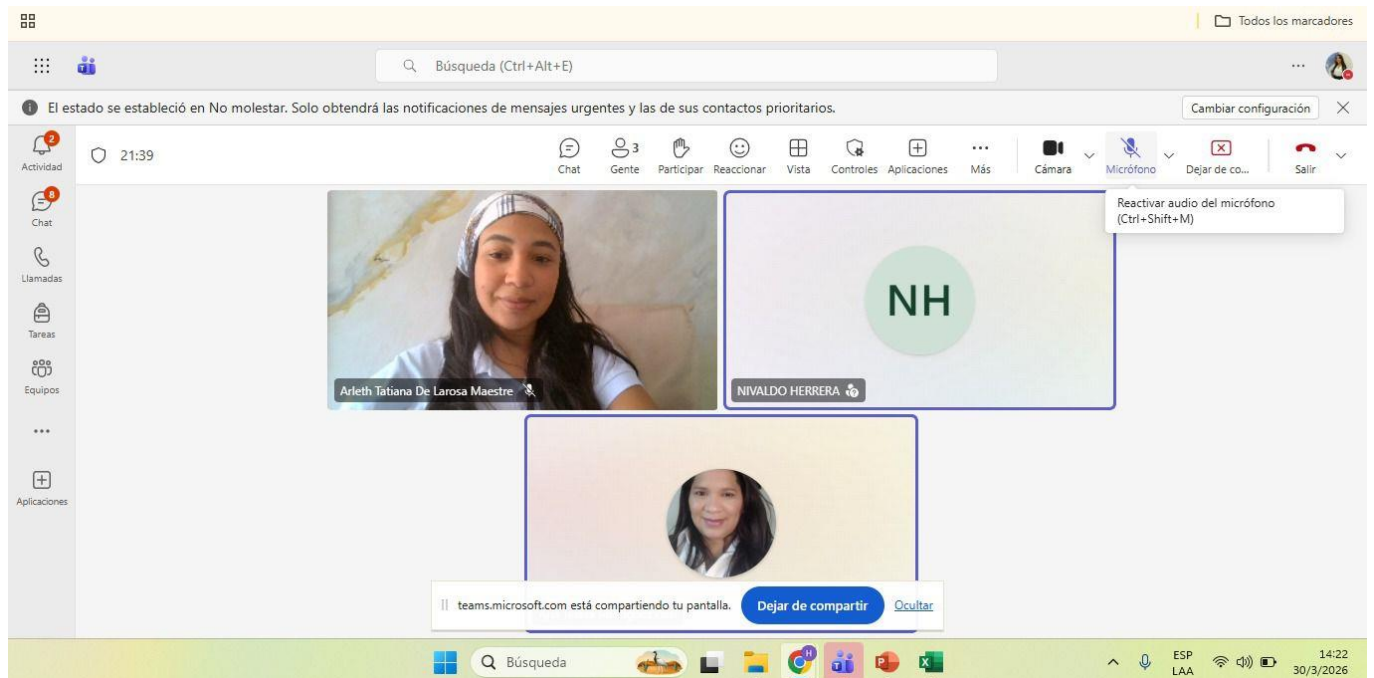 Todos los marcadores
Búsqueda (Ctrl+Alt+E)
El estado se estableció en No molestar. Solo obtendrá las notificaciones de mensajes urgentes y las de sus contactos prioritarios.
Cambiar configuración
2
Actividad
21:39
Chat
3
Gente
Participar
Reaccionar
Vista
Controles
Aplicaciones
Más
Cámara
Micrófono
Dejar de co...
Salir
Reactivar audio del micrófono
(Ctrl+Shift+M)
8
Chat
Llamadas
Tareas
Equipos
Aplicaciones
Arleth Tatiana De Larosa Maestre
NH
NIVALDO HERRERA
teams.microsoft.com está compartiendo tu pantalla.
Dejar de compartir
Ocultar
Búsqueda
H
ESP
LAA
14:22
30/3/2026